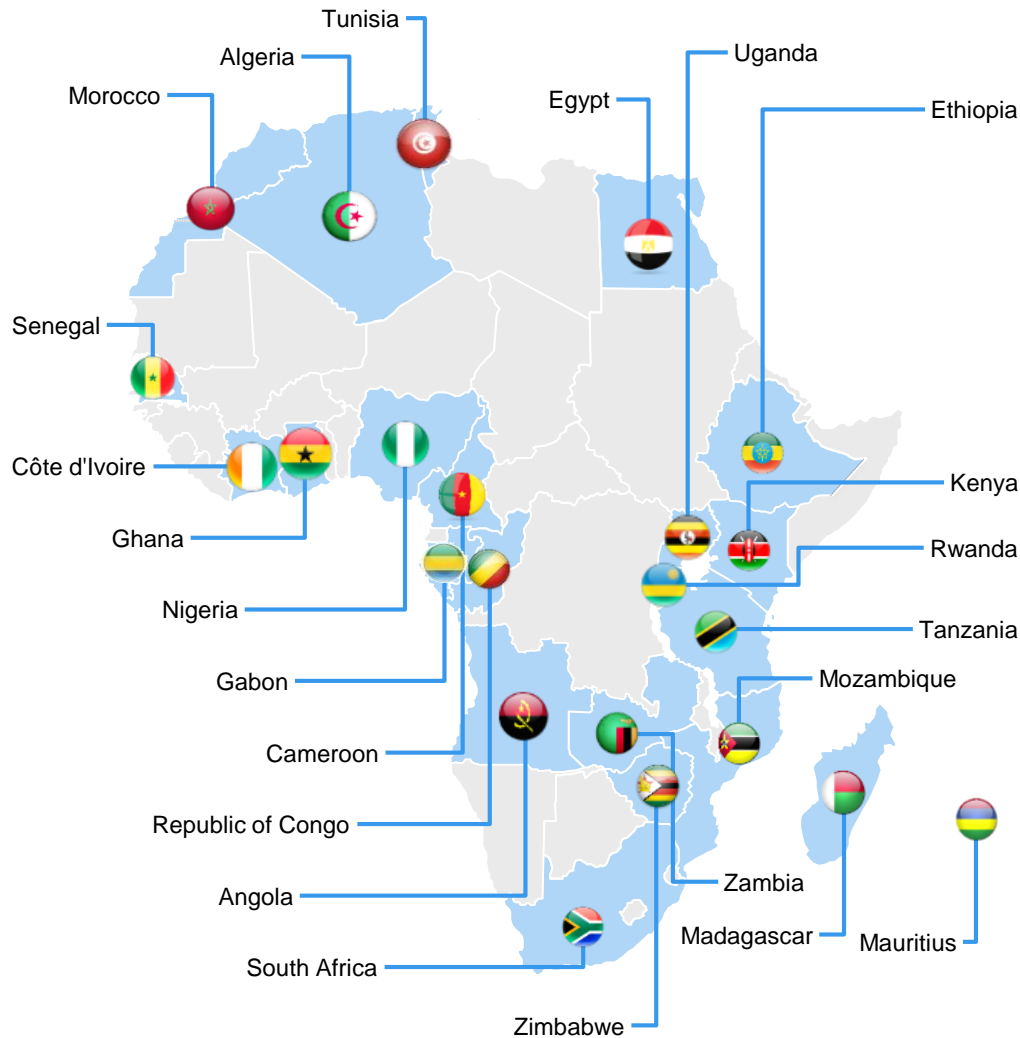 Tunisia
Uganda
Algeria
Morocco
Egypt
Ethiopia
Senegal
Côte d'Ivoire
Kenya
Ghana
Rwanda
Nigeria
Tanzania
Gabon
Mozambique
Cameroon
Republic of Congo
Zambia
Angola
Madagascar
Mauritius
South Africa
Zimbabwe